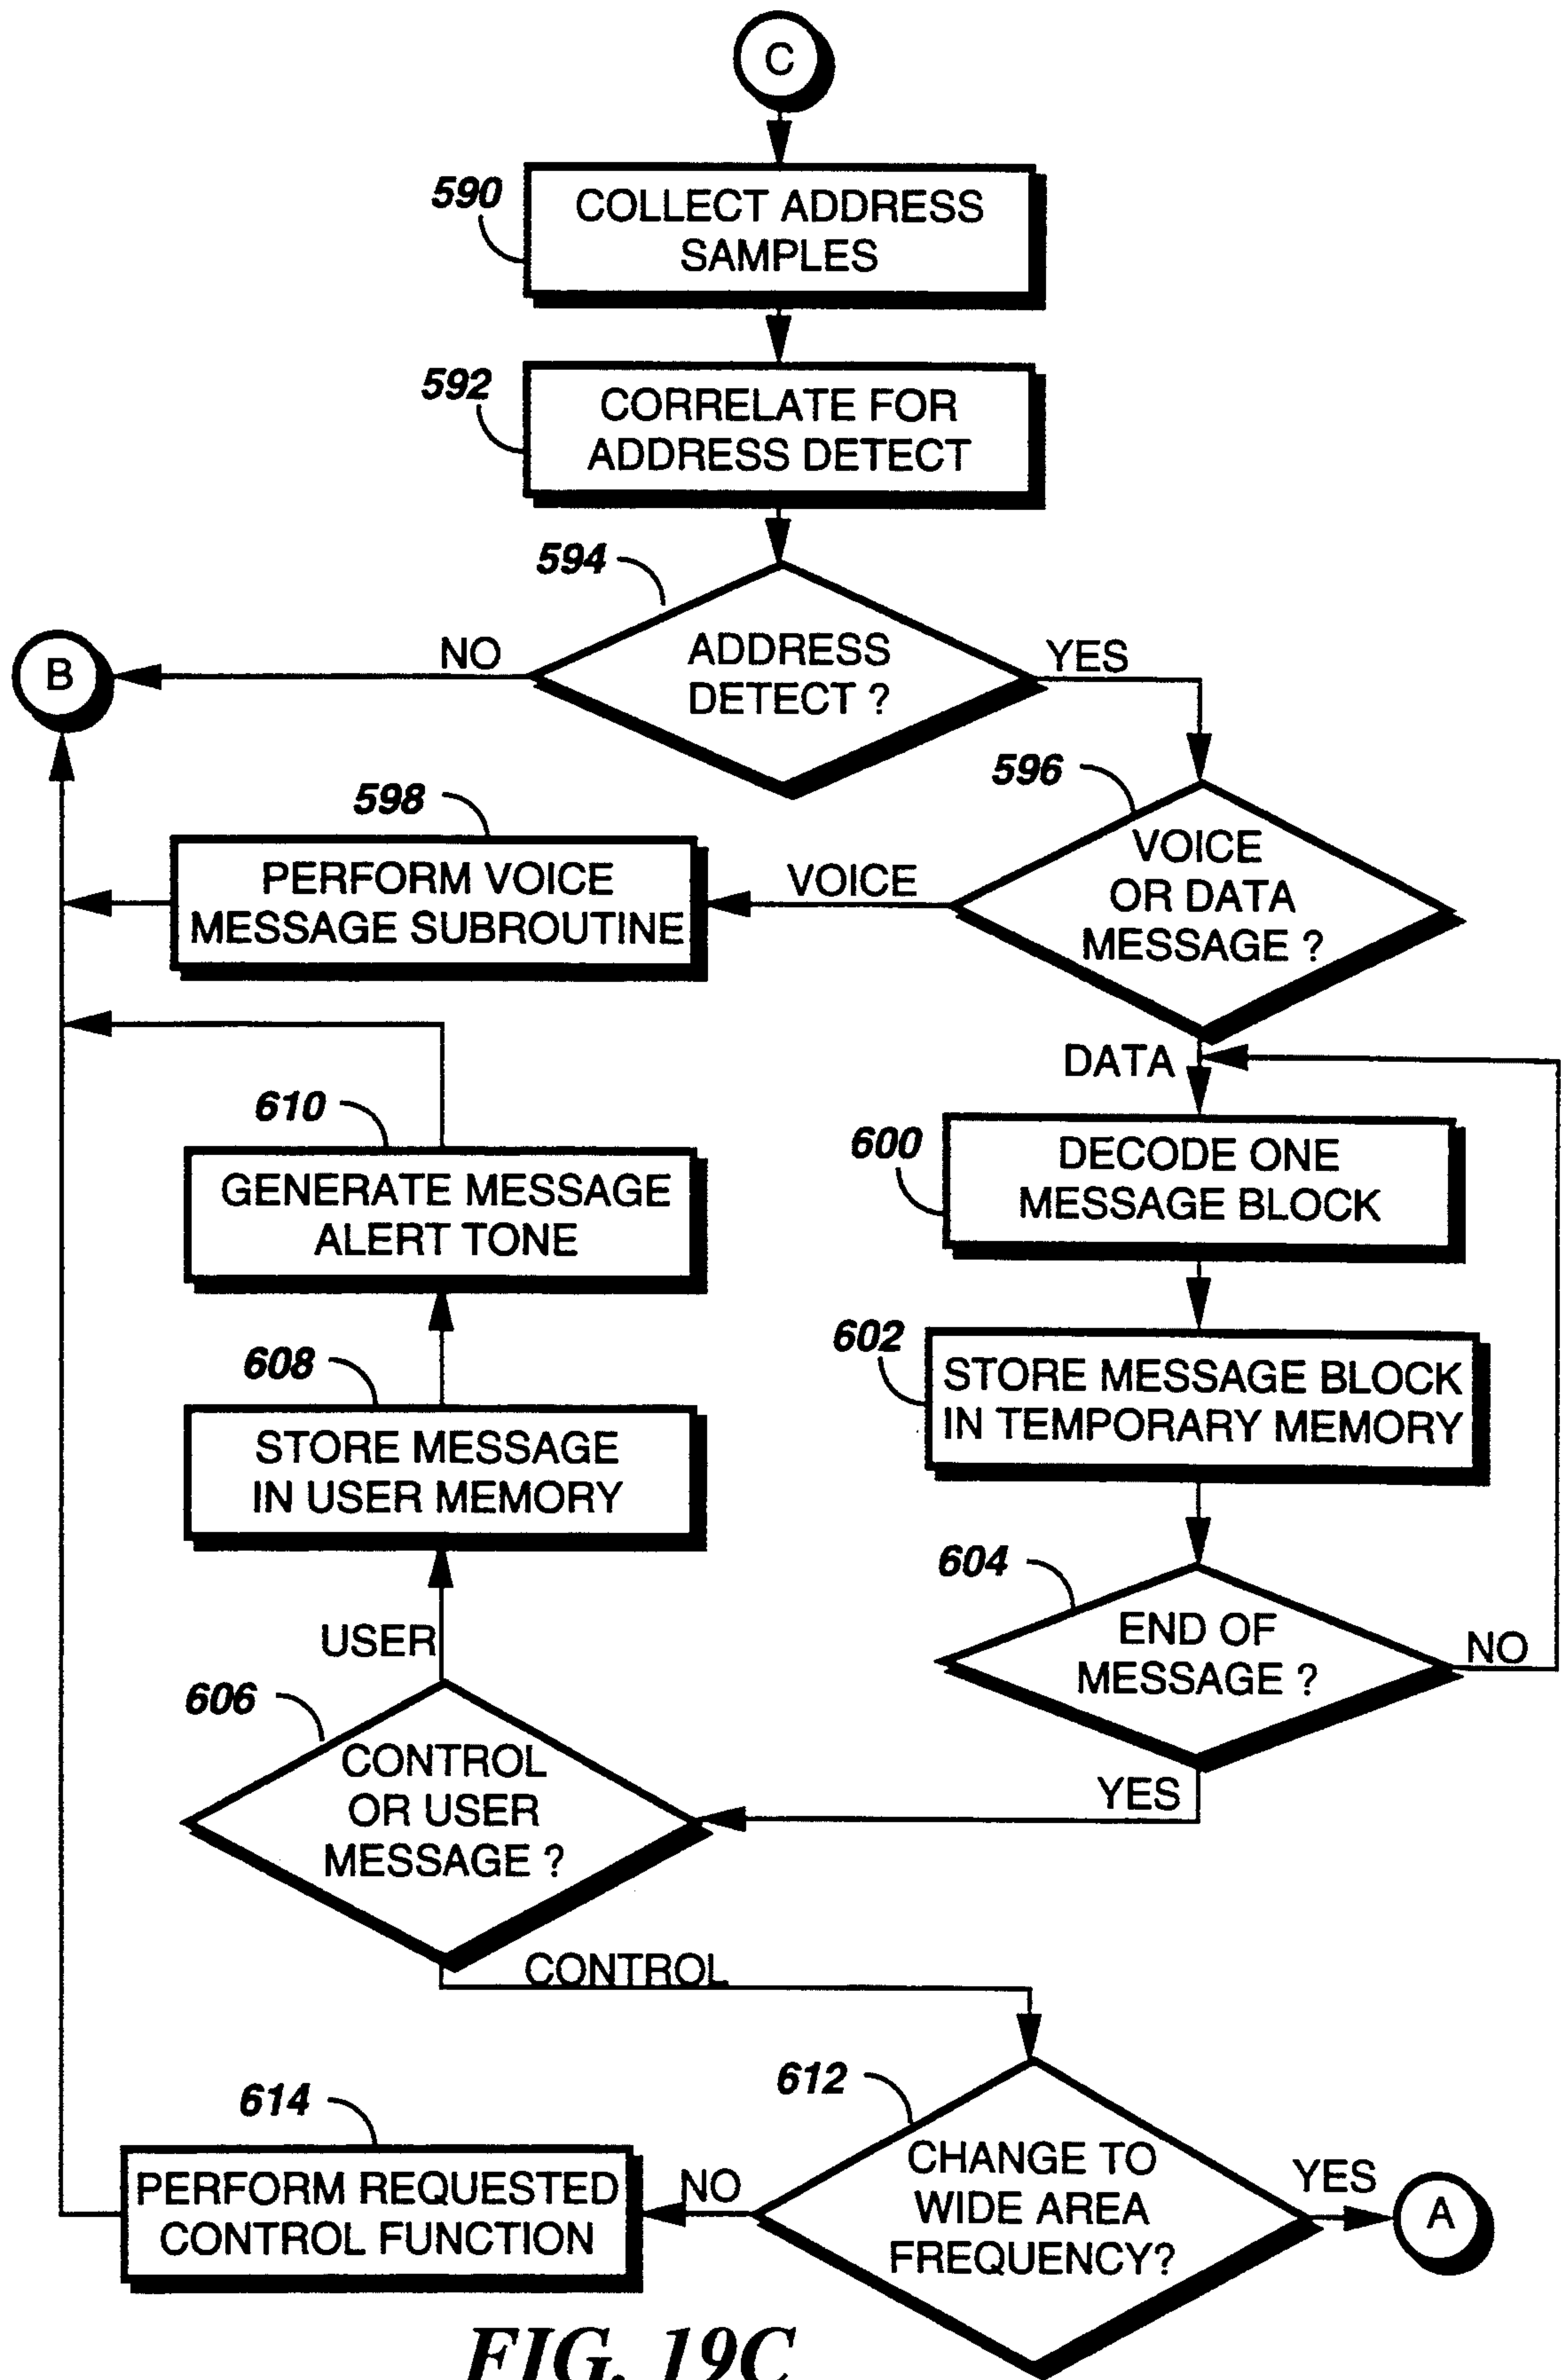 C
590
COLLECT ADDRESS
SAMPLES
592
CORRELATE FOR
ADDRESS DETECT
594
ADDRESS
DETECT ?
NO
YES
B
596
VOICE
OR DATA
MESSAGE ?
598
PERFORM VOICE
MESSAGE SUBROUTINE
VOICE
DATA
610
GENERATE MESSAGE
ALERT TONE
600
DECODE ONE
MESSAGE BLOCK
602
STORE MESSAGE BLOCK
IN TEMPORARY MEMORY
608
STORE MESSAGE
IN USER MEMORY
604
END OF
MESSAGE ?
NO
YES
USER
606
CONTROL
OR USER
MESSAGE ?
CONTROL
612
CHANGE TO
WIDE AREA
FREQUENCY?
614
PERFORM REQUESTED
CONTROL FUNCTION
NO
YES
A
FIG. 19C